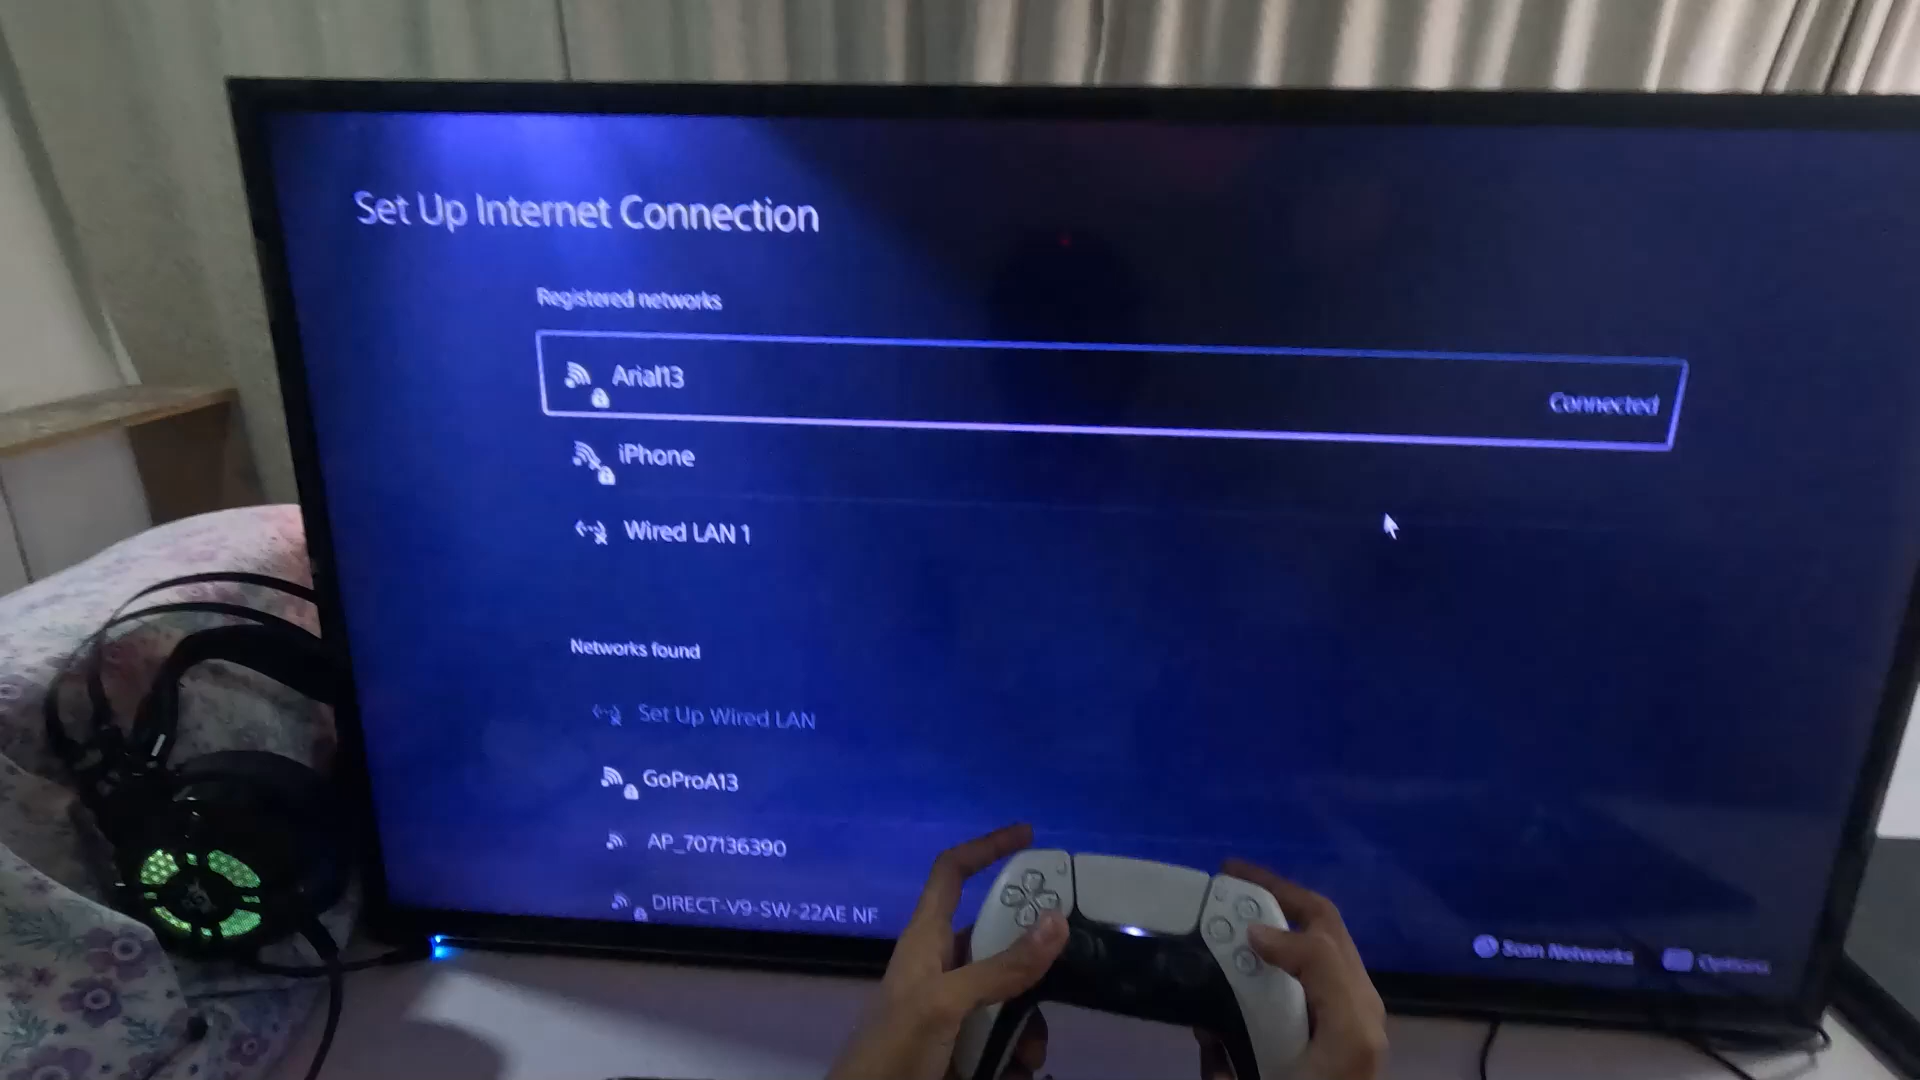 Set Up Internet Connection
Registered networks
Arial13
Connected
iPhone
Wired LAN 1
Networks found
Set Up Wired LAN
GoProA13
AP_707136390
DIRECT-V9-SW-22AE NF
Scan Networks
Options